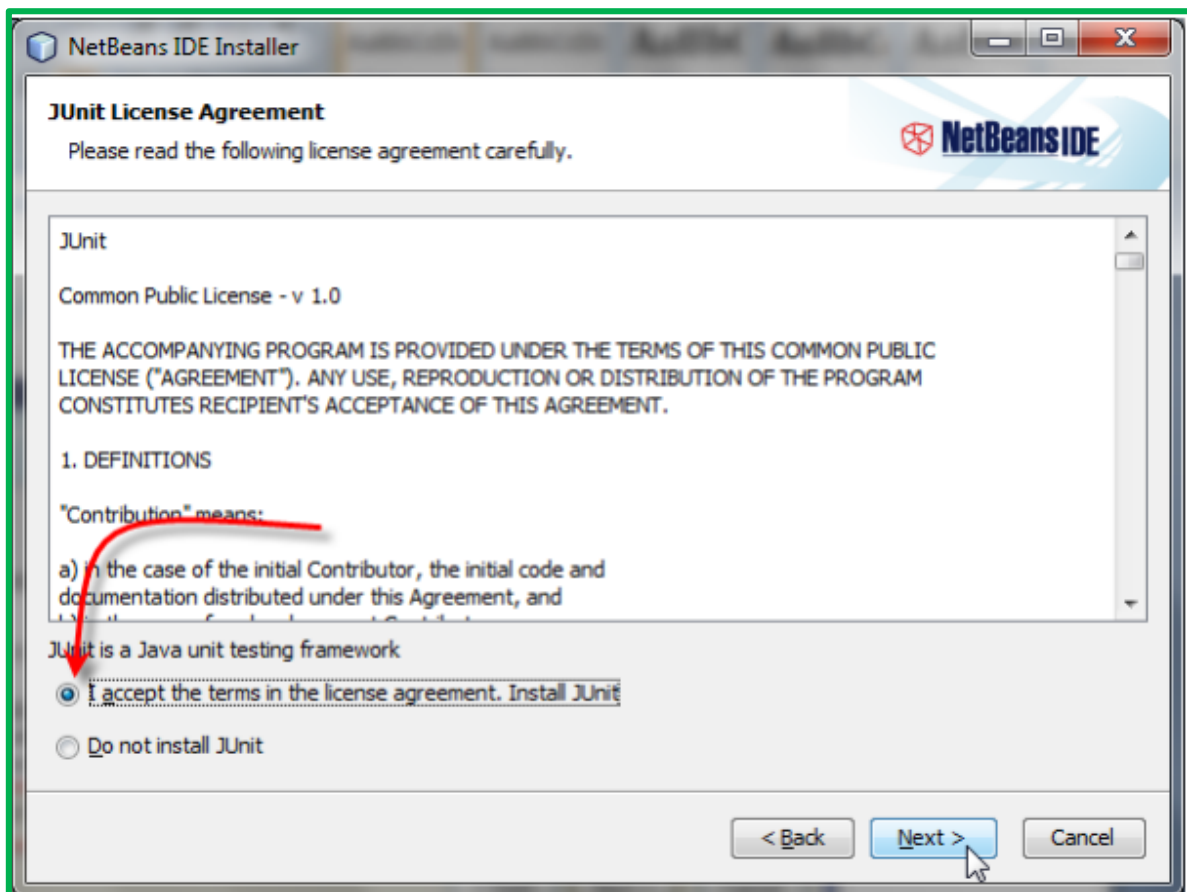 NetBeans IDE Installer
JUnit License Agreement
Please read the following license agreement carefully.
NetBeans IDE
JUnit
Common Public License - v 1.0
THE ACCOMPANYING PROGRAM IS PROVIDED UNDER THE TERMS OF THIS COMMON PUBLIC
LICENSE ("AGREEMENT"). ANY USE, REPRODUCTION OR DISTRIBUTION OF THE PROGRAM
CONSTITUTES RECIPIENT'S ACCEPTANCE OF THIS AGREEMENT.
1. DEFINITIONS
"Contribution" means:
a) in the case of the initial Contributor, the initial code and
documentation distributed under this Agreement, and
JUnit is a Java unit testing framework
I accept the terms in the license agreement. Install JUnit
Do not install JUnit
< Back
Next >
Cancel